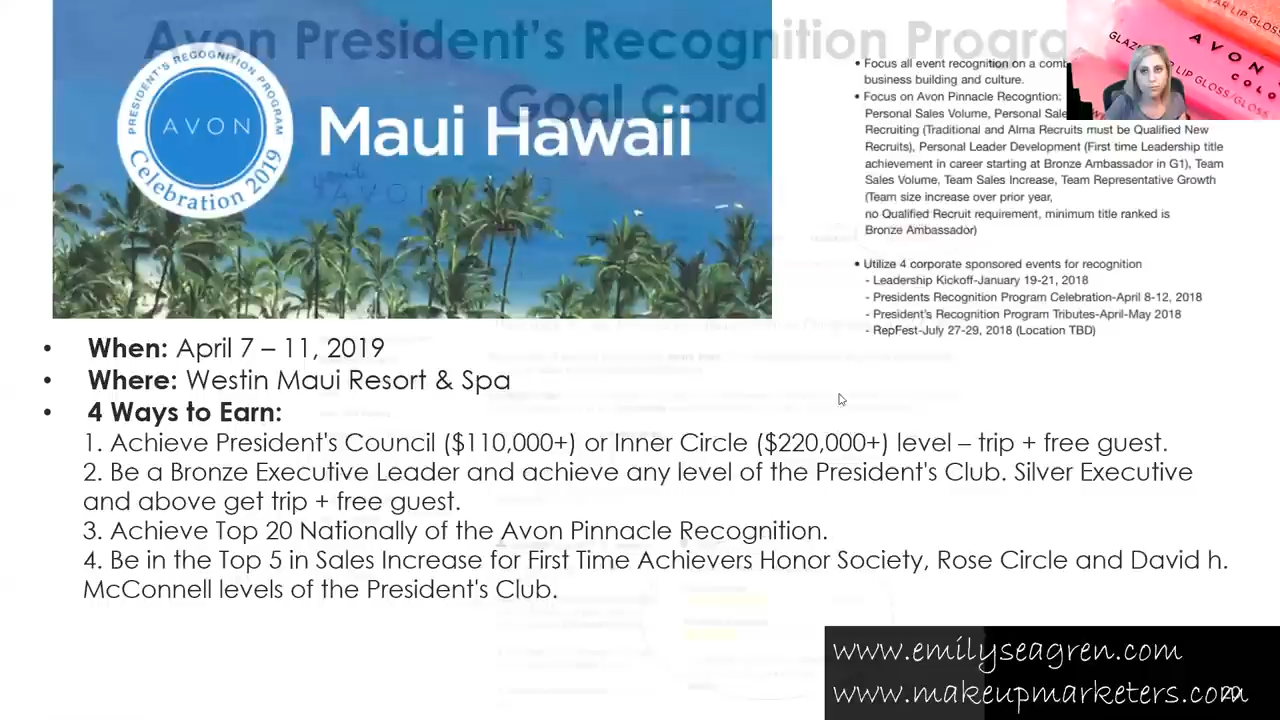 Avon President's Recognition Progra
Goal Card
PRESIDENT'S RECOGNITION PROGRAM
AVON
Celebration 2019
Maui Hawaii
• Focus all event recognition on a comb
business building and culture.
• Focus on Avon Pinnacle Recogntion:
Personal Sales Volume, Personal Sale
Recruiting (Traditional and Alma Recruits must be Qualified New
Recruits), Personal Leader Development (First time Leadership title
achievement in career starting at Bronze Ambassador in G1), Team
Sales Volume, Team Sales Increase, Team Representative Growth
(Team size increase over prior year,
no Qualified Recruit requirement, minimum title ranked is
Bronze Ambassador)
• Utilize 4 corporate sponsored events for recognition
- Leadership Kickoff-January 19-21, 2018
- Presidents Recognition Program Celebration-April 8-12, 2018
- President's Recognition Program Tributes-April-May 2018
- RepFest-July 27-29, 2018 (Location TBD)
LIP GLOSS
AVON
COLO
LIP GLOSS/GLOSS
• When: April 7 – 11, 2019
• Where: Westin Maui Resort & Spa
• 4 Ways to Earn:
1. Achieve President's Council ($110,000+) or Inner Circle ($220,000+) level – trip + free guest.
2. Be a Bronze Executive Leader and achieve any level of the President's Club. Silver Executive
and above get trip + free guest.
3. Achieve Top 20 Nationally of the Avon Pinnacle Recognition.
4. Be in the Top 5 in Sales Increase for First Time Achievers Honor Society, Rose Circle and David h.
McConnell levels of the President's Club.
www.emilyseagren.com
www.makeupmarketers.com